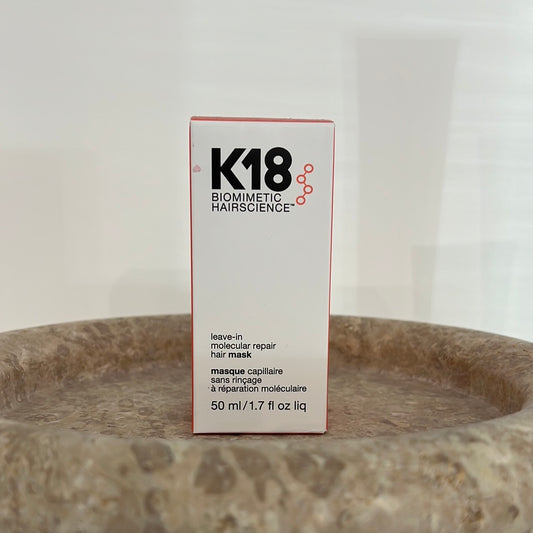 K18
BIOMIMETIC
HAIRSCIENCE™
leave-in
molecular repair
hair mask
masque capillaire
sans rinçage
à réparation moléculaire
50 ml/1.7 fl oz liq